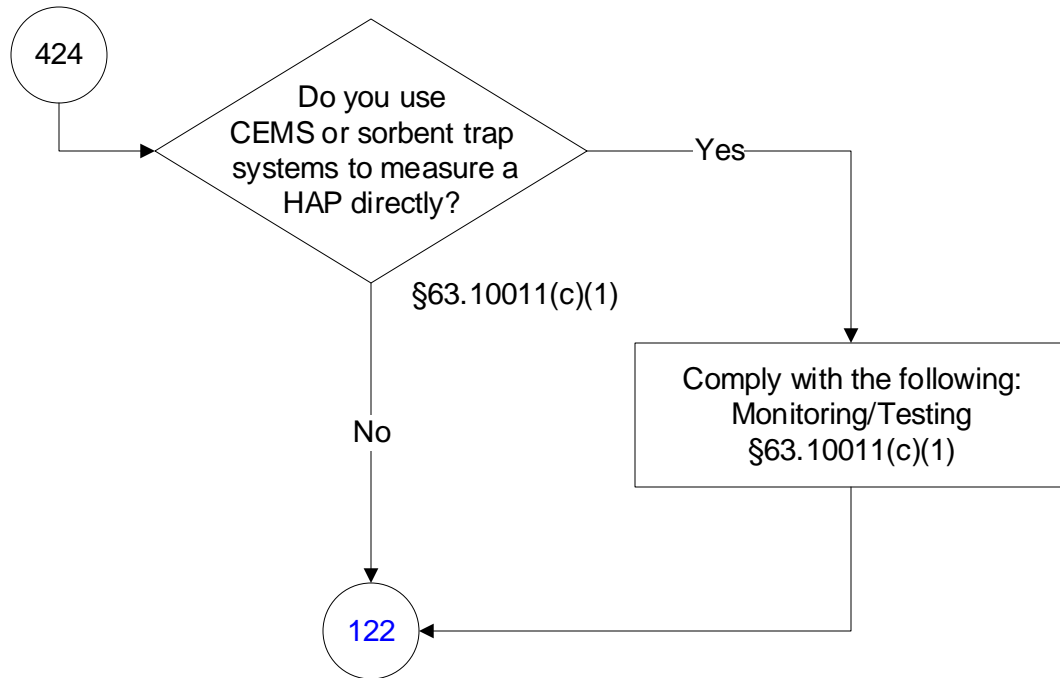 424
Do you use
CEMS or sorbent trap
systems to measure a
HAP directly?
Yes
§63.10011(c)(1)
Comply with the following:
Monitoring/Testing
§63.10011(c)(1)
No
122